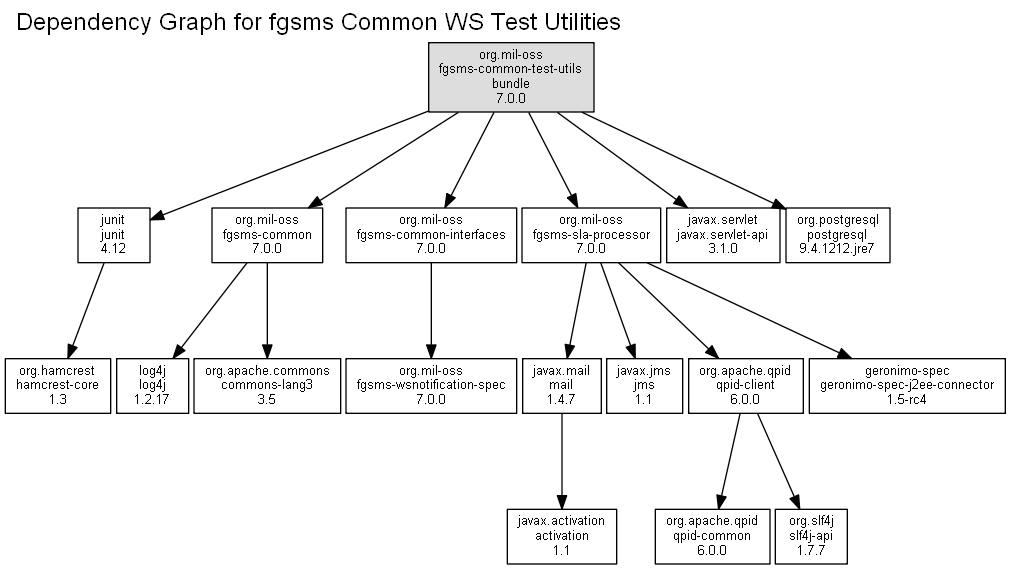 Dependency Graph for fgsms Common WS Test Utilities
org.mil-oss
fgsms-common-test-utils
bundle
7.0.0
junit
junit
4.12
org.mil-oss
fgsms-common
7.0.0
org.mil-oss
fgsms-common-interfaces
7.0.0
org.mil-oss
fgsms-sla-processor
7.0.0
javax.servlet
javax.servlet-api
3.1.0
org.postgresql
postgresql
9.4.1212.jre7
org.hamcrest
hamcrest-core
1.3
log4j
log4j
1.2.17
org.apache.commons
commons-lang3
3.5
org.mil-oss
fgsms-wsnotification-spec
7.0.0
javax.mail
mail
1.4.7
javax.jms
jms
1.1
org.apache.qpid
qpid-client
6.0.0
geronimo-spec
geronimo-spec-j2ee-connector
1.5-rc4
javax.activation
activation
1.1
org.apache.qpid
qpid-common
6.0.0
org.slf4j
slf4j-api
1.7.7